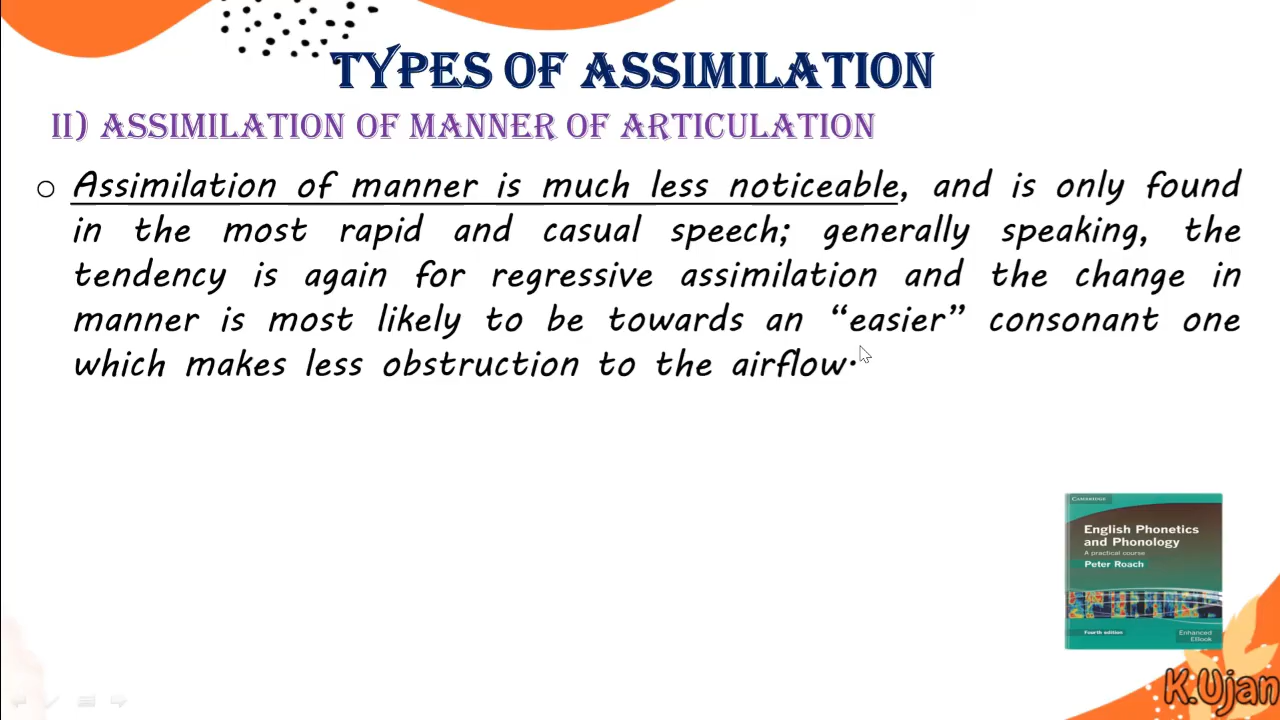 TYPES OF ASSIMILATION
II) ASSIMILATION OF MANNER OF ARTICULATION
o Assimilation of manner is much less noticeable, and is only found
in the most rapid and casual speech; generally speaking, the
tendency is again for regressive assimilation and the change in
manner is most likely to be towards an “easier” consonant one
which makes less obstruction to the airflow.
CAMBRIDGE
English Phonetics
and Phonology
A practical course
Peter Roach
Fourth edition
Enhanced
EBook
K.Ujan